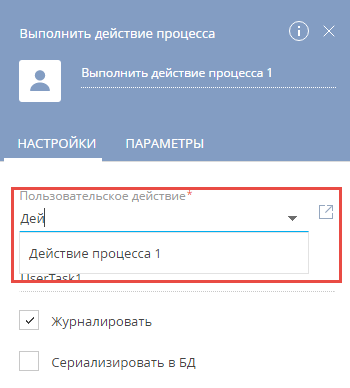 Выполнить действие процесса
Выполнить действие процесса 1
НАСТРОЙКИ ПАРАМЕТРЫ
Пользовательское действие*
Дей
Действие процесса 1
UserTask1
Журналировать
Сериализировать в БД